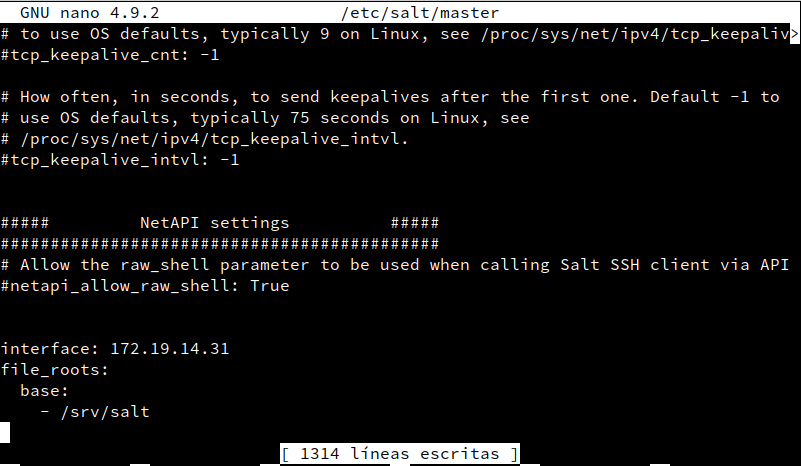 GNU nano 4.9.2 /etc/salt/master
# to use OS defaults, typically 9 on Linux, see /proc/sys/net/ipv4/tcp_keepaliv>
#tcp_keepalive_cnt: -1
# How often, in seconds, to send keepalives after the first one. Default -1 to
# use OS defaults, typically 75 seconds on Linux, see
# /proc/sys/net/ipv4/tcp_keepalive_intvl.
#tcp_keepalive_intvl: -1
##### NetAPI settings #####
############################################
# Allow the raw_shell parameter to be used when calling Salt SSH client via API
#netapi_allow_raw_shell: True
interface: 172.19.14.31
file_roots:
  base:
    - /srv/salt
[ 1314 líneas escritas ]